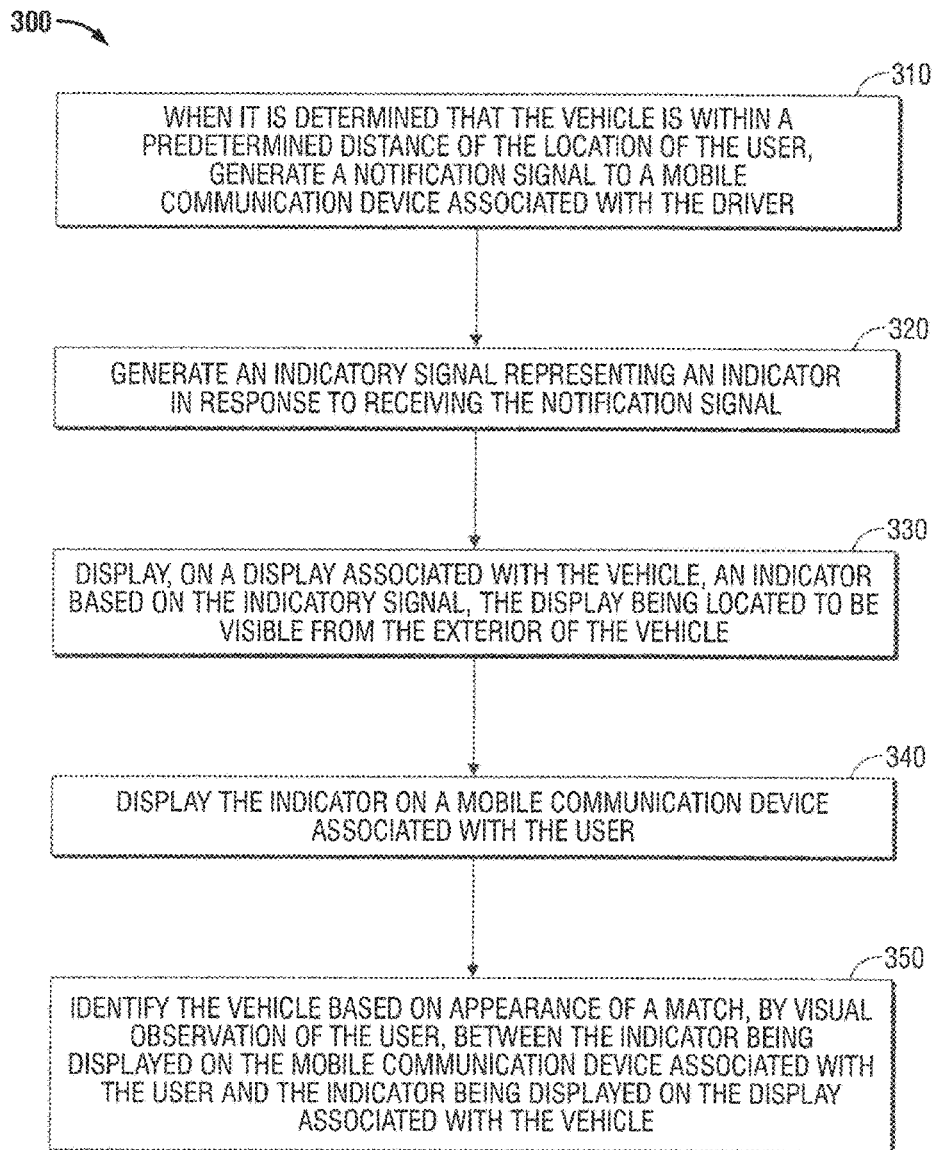 300
310
WHEN IT IS DETERMINED THAT THE VEHICLE IS WITHIN A
PREDETERMINED DISTANCE OF THE LOCATION OF THE USER,
GENERATE A NOTIFICATION SIGNAL TO A MOBILE
COMMUNICATION DEVICE ASSOCIATED WITH THE DRIVER
320
GENERATE AN INDICATORY SIGNAL REPRESENTING AN INDICATOR
IN RESPONSE TO RECEIVING THE NOTIFICATION SIGNAL
330
DISPLAY, ON A DISPLAY ASSOCIATED WITH THE VEHICLE, AN INDICATOR
BASED ON THE INDICATORY SIGNAL, THE DISPLAY BEING LOCATED TO BE
VISIBLE FROM THE EXTERIOR OF THE VEHICLE
340
DISPLAY THE INDICATOR ON A MOBILE COMMUNICATION DEVICE
ASSOCIATED WITH THE USER
350
IDENTIFY THE VEHICLE BASED ON APPEARANCE OF A MATCH, BY VISUAL
OBSERVATION OF THE USER, BETWEEN THE INDICATOR BEING
DISPLAYED ON THE MOBILE COMMUNICATION DEVICE ASSOCIATED WITH
THE USER AND THE INDICATOR BEING DISPLAYED ON THE DISPLAY
ASSOCIATED WITH THE VEHICLE